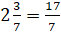 2 3/7 = 17/7